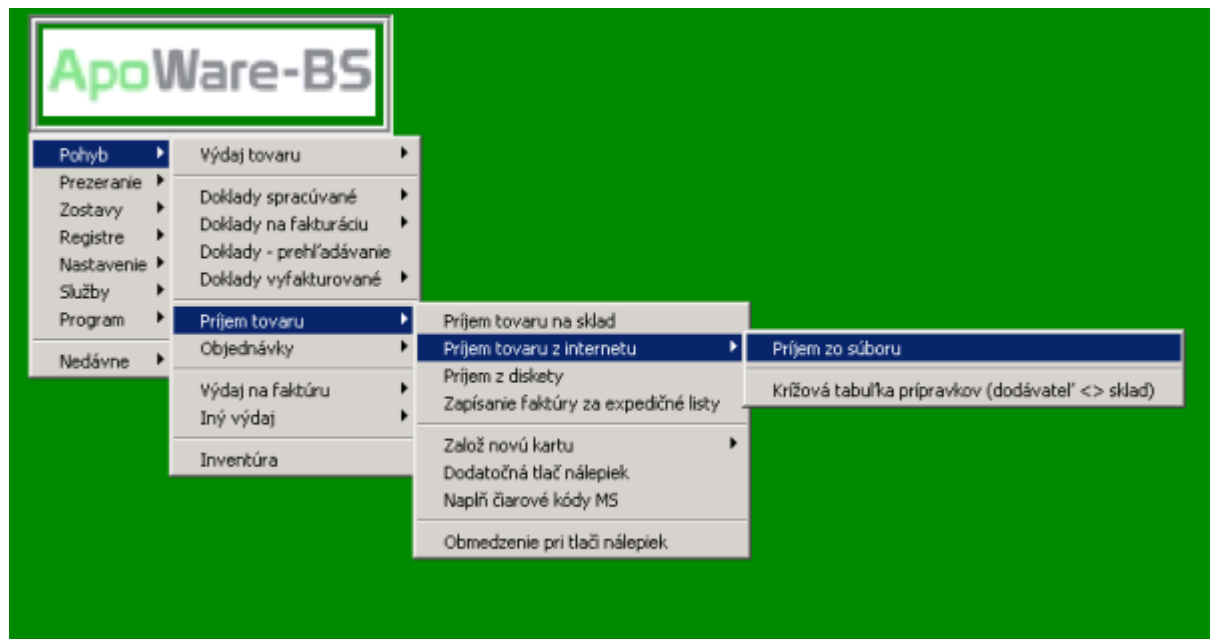 ApoWare-BS
Pohyb
Prezeranie
Zostavy
Registre
Nastavenie
Služby
Program
Nedávne
Výdaj tovaru
Doklady spracúvané
Doklady na fakturáciu
Doklady - prehľadávanie
Doklady vyfakturované
Príjem tovaru
Objednávky
Výdaj na faktúru
Iný výdaj
Inventúra
Príjem tovaru na sklad
Príjem tovaru z internetu
Príjem z diskety
Zapísanie faktúry za expedičné listy
Založ novú kartu
Dodatočná tlač nálepiek
Naplň čiarové kódy MS
Obmedzenie pri tlači nálepiek
Príjem zo súboru
Krížová tabuľka prípravkov (dodávateľ <> sklad)